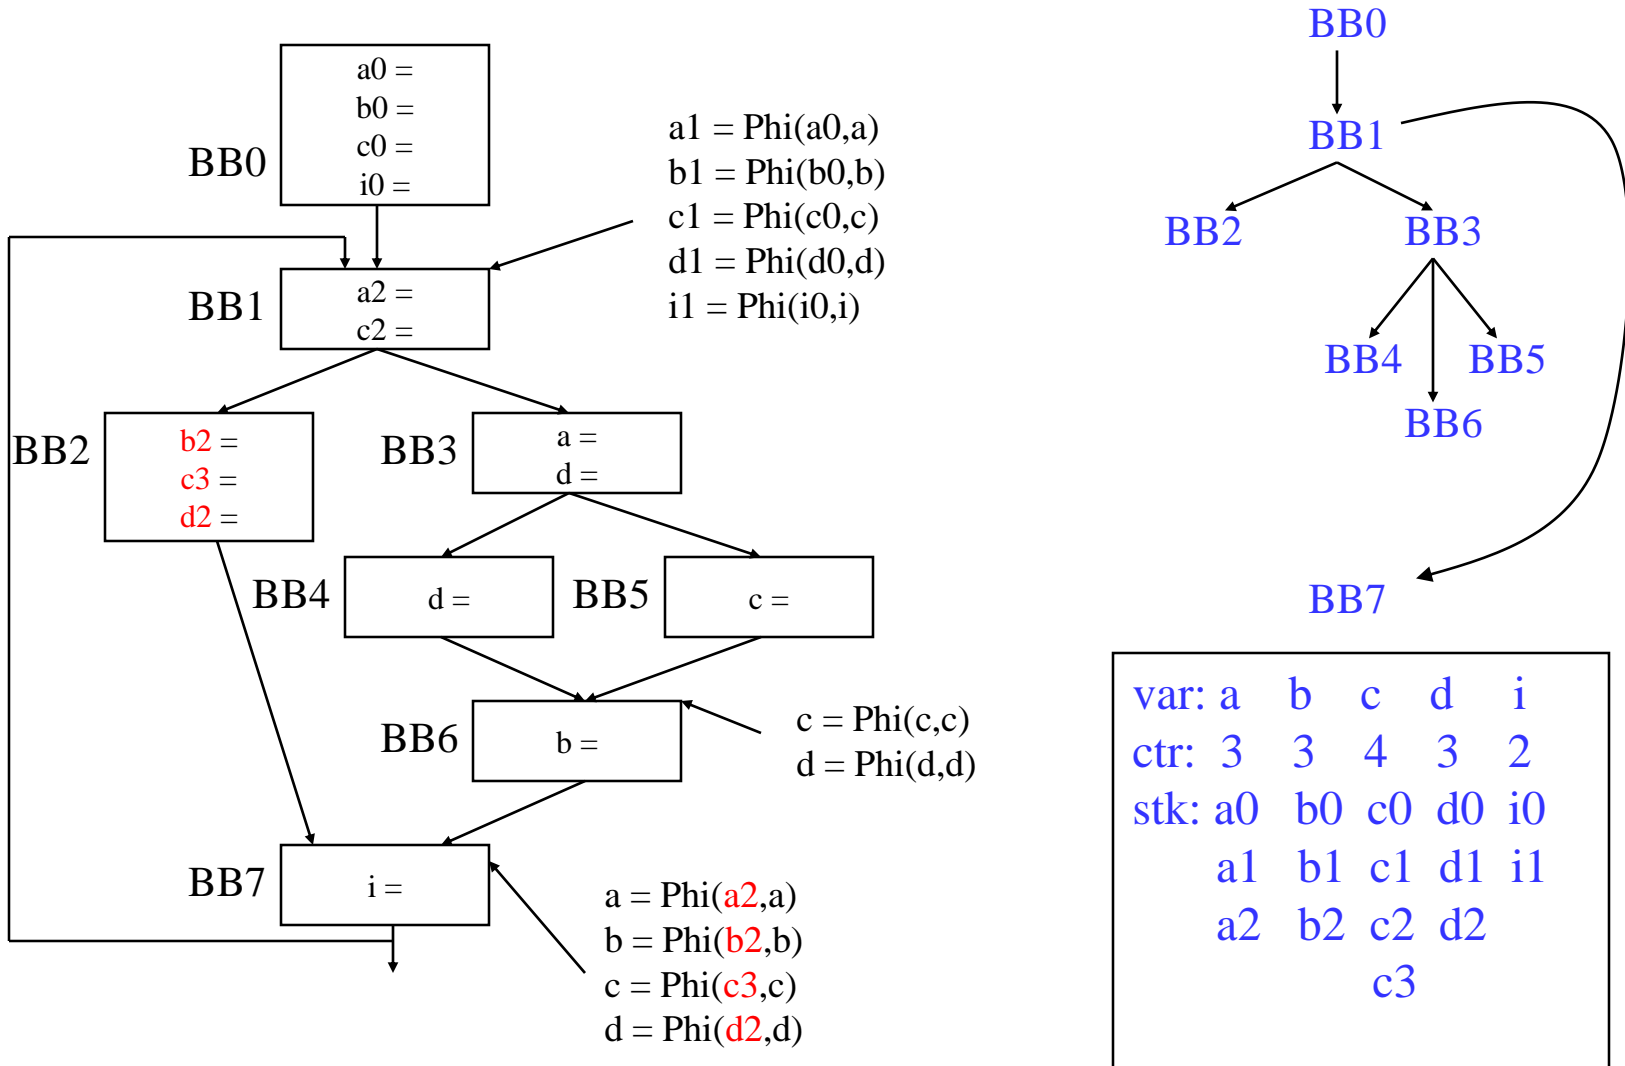 BB0
a0 =
b0 =
c0 =
i0 =
a1 = Phi(a0,a)
b1 = Phi(b0,b)
c1 = Phi(c0,c)
d1 = Phi(d0,d)
i1 = Phi(i0,i)
BB1
a2 =
c2 =
BB2
b2 =
c3 =
d2 =
BB3
a =
d =
BB4
d =
BB5
c =
BB6
b =
c = Phi(c,c)
d = Phi(d,d)
BB7
i =
a = Phi(a2,a)
b = Phi(b2,b)
c = Phi(c3,c)
d = Phi(d2,d)
BB0
BB1
BB2 BB3
BB4 BB5
BB6
BB7
var: a b c d i
ctr: 3 3 4 3 2
stk: a0 b0 c0 d0 i0
a1 b1 c1 d1 i1
a2 b2 c2 d2
c3